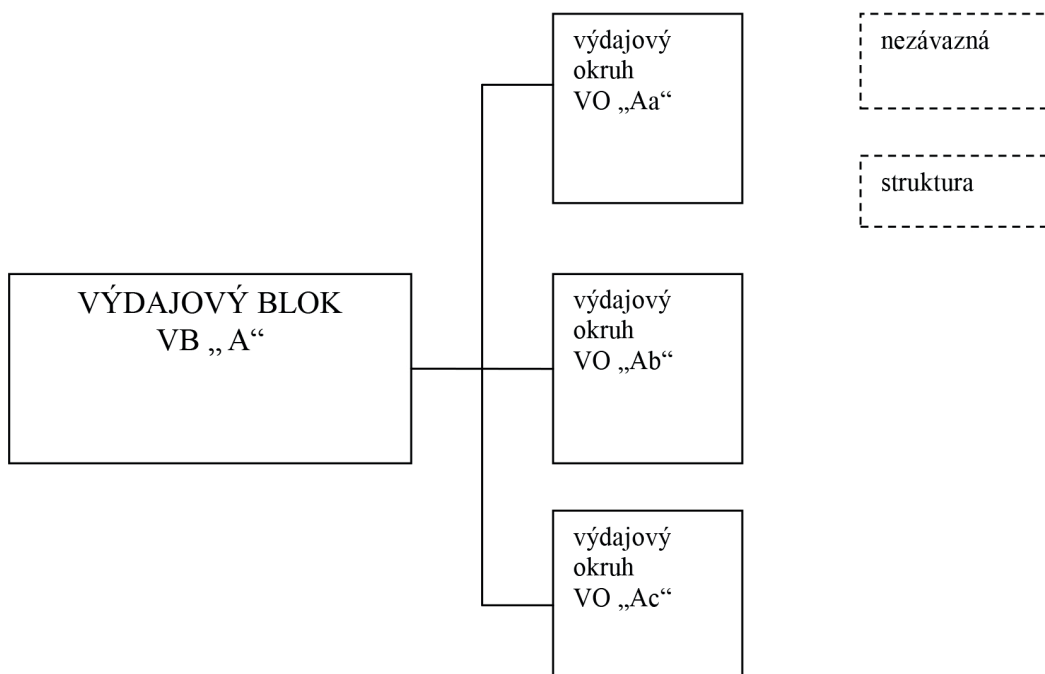 výdajový
okruh
VO „Aa“
nezávazná
struktura
VÝDAJOVÝ BLOK
VB „ A“
výdajový
okruh
VO „Ab“
výdajový
okruh
VO „Ac“